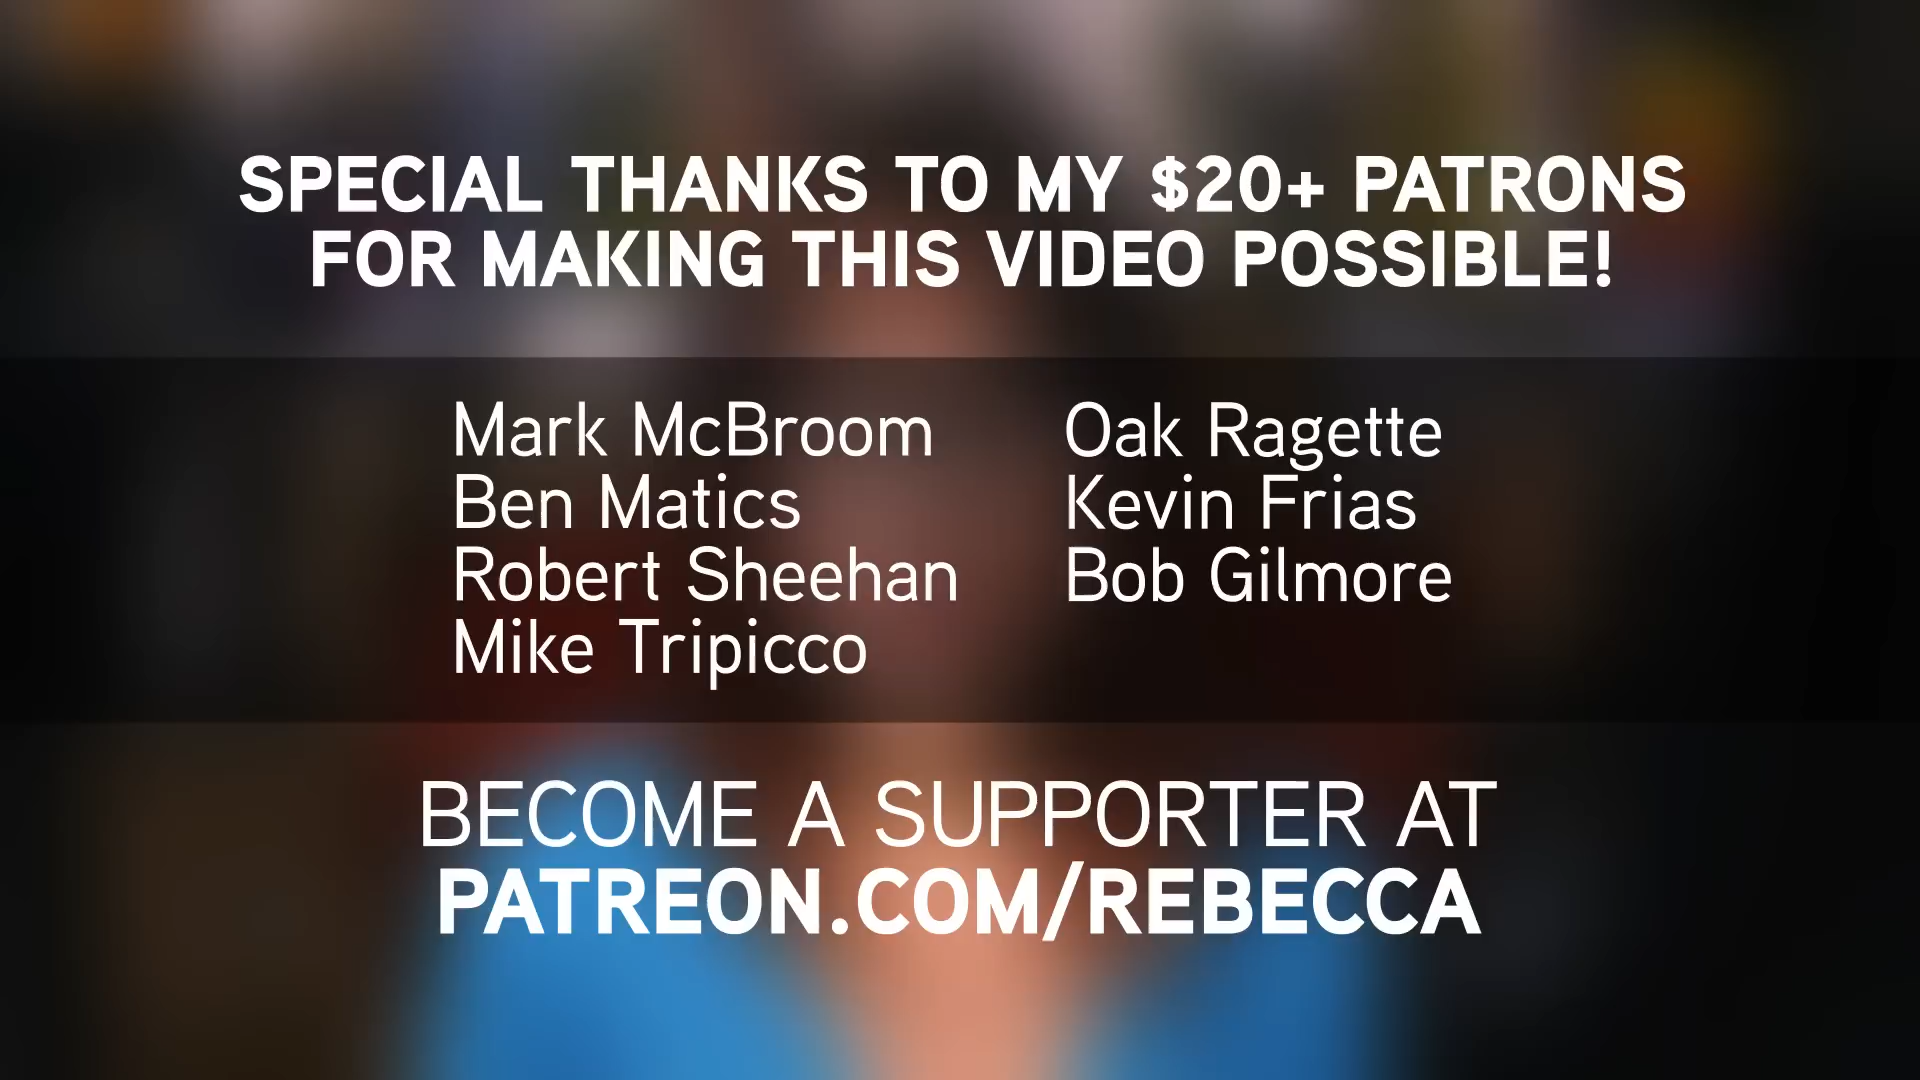 SPECIAL THANKS TO MY $20+ PATRONS
FOR MAKING THIS VIDEO POSSIBLE!
Mark McBroom
Ben Matics
Robert Sheehan
Mike Tripicco
Oak Ragette
Kevin Frias
Bob Gilmore
BECOME A SUPPORTER AT
PATREON.COM/REBECCA